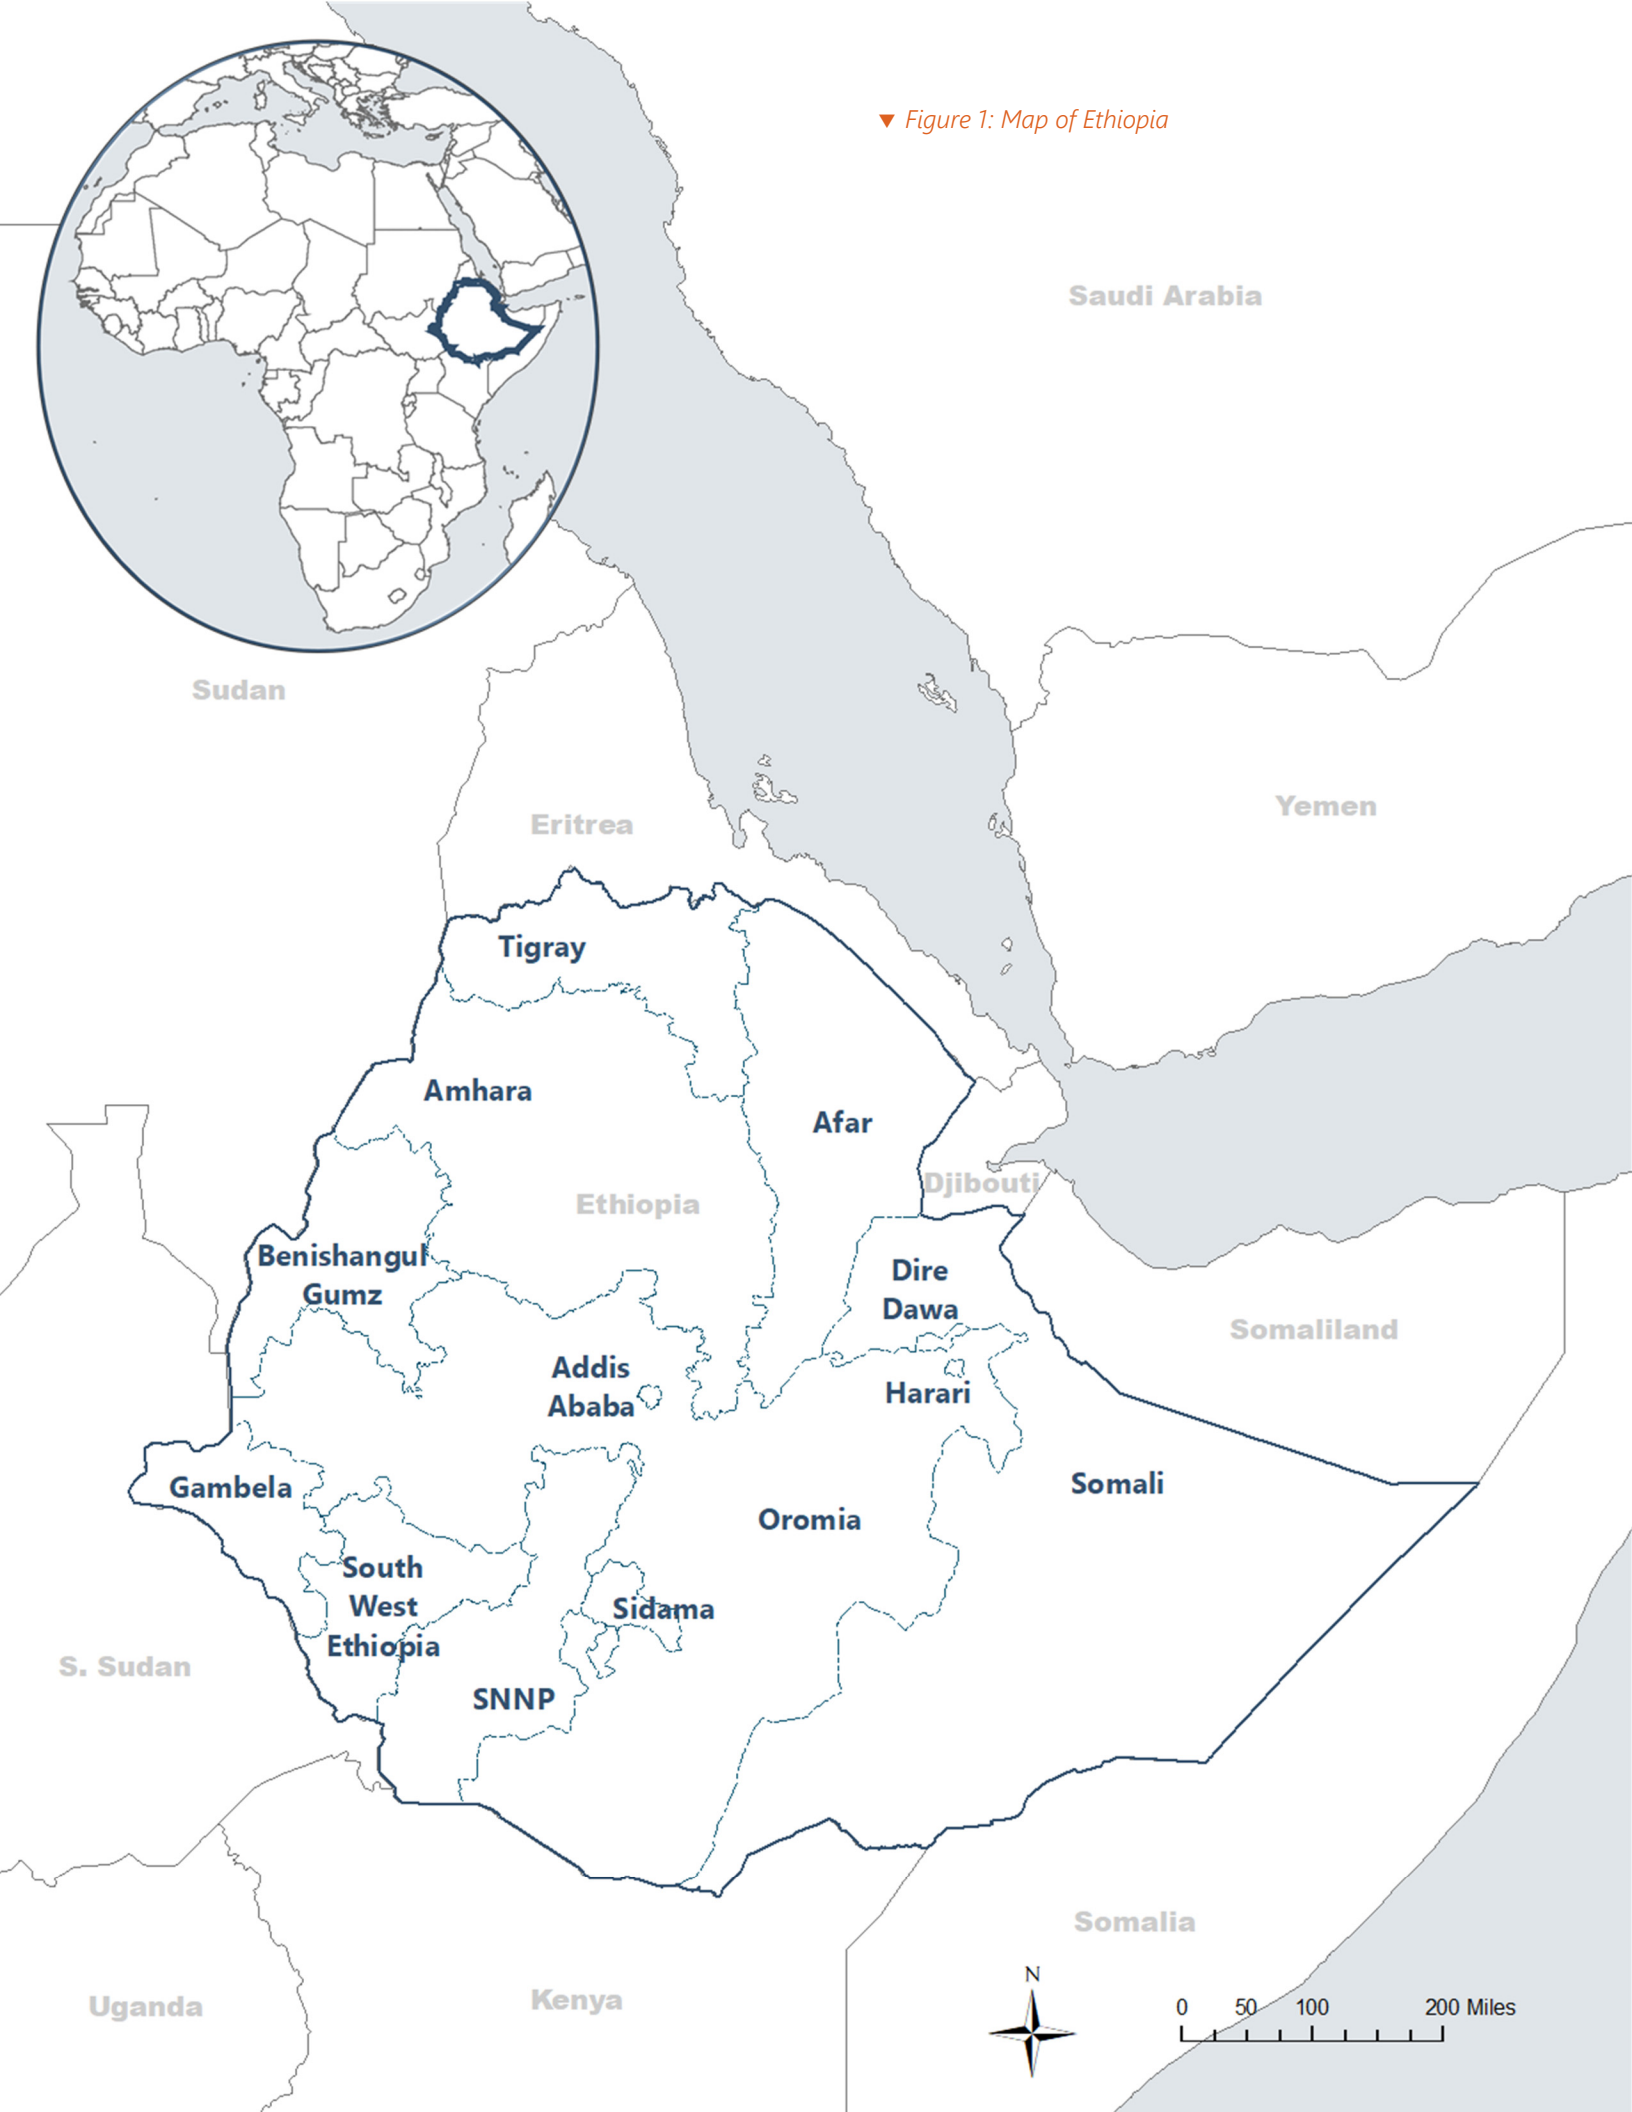 ▼ Figure 1: Map of Ethiopia
Saudi Arabia
Sudan
Yemen
Eritrea
Tigray
Amhara
Afar
Djibouti
Ethiopia
Benishangul
Gumz
Dire
Dawa
Somaliland
Addis
Ababa
Harari
Gambela
Somali
Oromia
South
West
Ethiopia
Sidama
S. Sudan
SNNP
Somalia
N
Uganda
Kenya
0 50 100 200 Miles